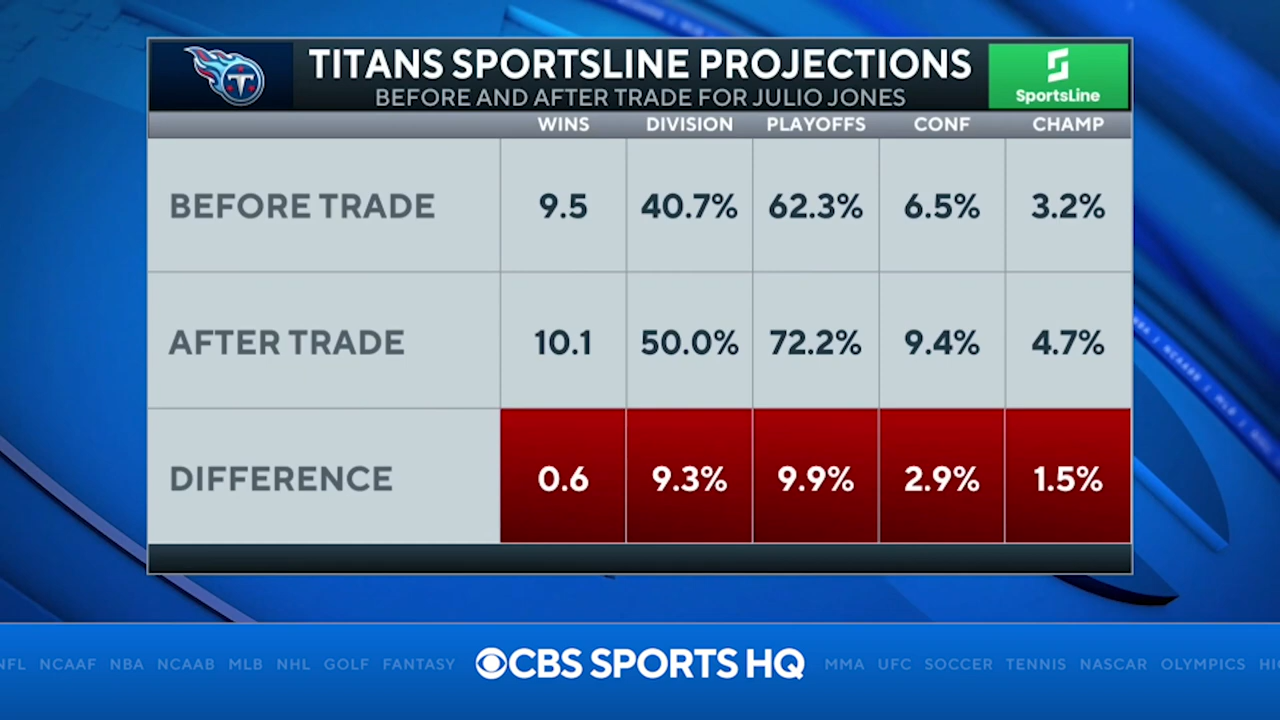 TITANS SPORTSLINE PROJECTIONS
BEFORE AND AFTER TRADE FOR JULIO JONES
SportsLine
WINS DIVISION PLAYOFFS CONF CHAMP
BEFORE TRADE 9.5 40.7% 62.3% 6.5% 3.2%
AFTER TRADE 10.1 50.0% 72.2% 9.4% 4.7%
DIFFERENCE 0.6 9.3% 9.9% 2.9% 1.5%
NFL NCAAF NBA NCAAB MLB NHL GOLF FANTASY CBS SPORTS HQ MMA UFC SOCCER TENNIS NASCAR OLYMPICS